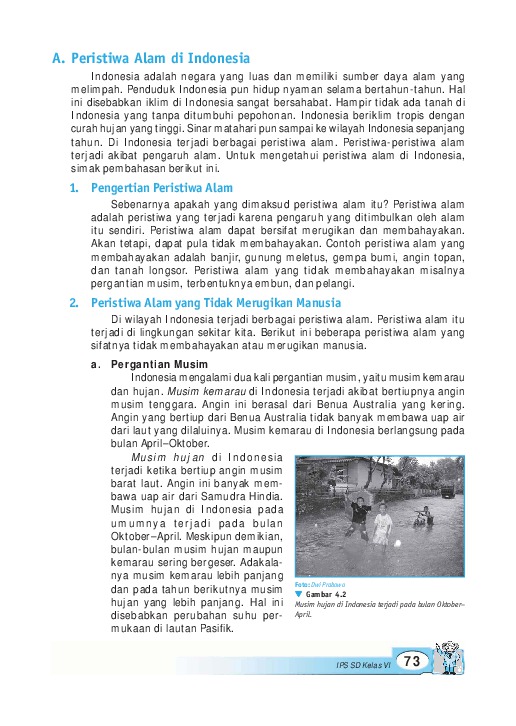 A. Peristiwa Alam di Indonesia
Indonesia adalah negara yang luas dan memiliki sumber daya alam yang
melimpah. Penduduk Indonesia pun hidup nyaman selama bertahun-tahun. Hal
ini disebabkan iklim di Indonesia sangat bersahabat. Hampir tidak ada tanah di
Indonesia yang tanpa ditumbuhi pepohonan. Indonesia beriklim tropis dengan
curah hujan yang tinggi. Sinar matahari pun sampai ke wilayah Indonesia sepanjang
tahun. Di Indonesia terjadi berbagai peristiwa alam. Peristiwa-peristiwa alam
terjadi akibat pengaruh alam. Untuk mengetahui peristiwa alam di Indonesia,
simak pembahasan berikut ini.
1. Pengertian Peristiwa Alam
Sebenarnya apakah yang dimaksud peristiwa alam itu? Peristiwa alam
adalah peristiwa yang terjadi karena pengaruh yang ditimbulkan oleh alam
itu sendiri. Peristiwa alam dapat bersifat merugikan dan membahayakan.
Akan tetapi, dapat pula tidak membahayakan. Contoh peristiwa alam yang
membahayakan adalah banjir, gunung meletus, gempa bumi, angin topan,
dan tanah longsor. Peristiwa alam yang tidak membahayakan misalnya
pergantian musim, terbentuknya embun, dan pelangi.
2. Peristiwa Alam yang Tidak Merugikan Manusia
Di wilayah Indonesia terjadi berbagai peristiwa alam. Peristiwa alam itu
terjadi di lingkungan sekitar kita. Berikut ini beberapa peristiwa alam yang
sifatnya tidak membahayakan atau merugikan manusia.
a. Pergantian Musim
Indonesia mengalami dua kali pergantian musim, yaitu musim kemarau
dan hujan. Musim kemarau di Indonesia terjadi akibat bertiupnya angin
musim tenggara. Angin ini berasal dari Benua Australia yang kering.
Angin yang bertiup dari Benua Australia tidak banyak membawa uap air
dari laut yang dilaluinya. Musim kemarau di Indonesia berlangsung pada
bulan April–Oktober.
Musim hujan di Indonesia
terjadi ketika bertiup angin musim
barat laut. Angin ini banyak mem-
bawa uap air dari Samudra Hindia.
Musim hujan di Indonesia pada
umumnya terjadi pada bulan
Oktober–April. Meskipun demikian,
bulan-bulan musim hujan maupun
kemarau sering bergeser. Adakala-
nya musim kemarau lebih panjang
dan pada tahun berikutnya musim
hujan yang lebih panjang. Hal ini
disebabkan perubahan suhu per-
mukaan di lautan Pasifik.
Foto: Dwi Prabowo
▼ Gambar 4.2
Musim hujan di Indonesia terjadi pada bulan Oktober–
April.
IPS SD Kelas VI 73